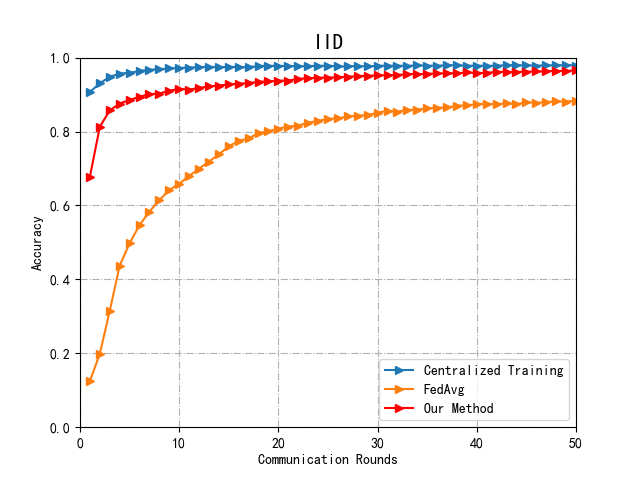 IID
1.0
0.8
0.6
0.4
0.2
0.0
Accuracy
0 10 20 30 40 50
Communication Rounds
Centralized Training
FedAvg
Our Method